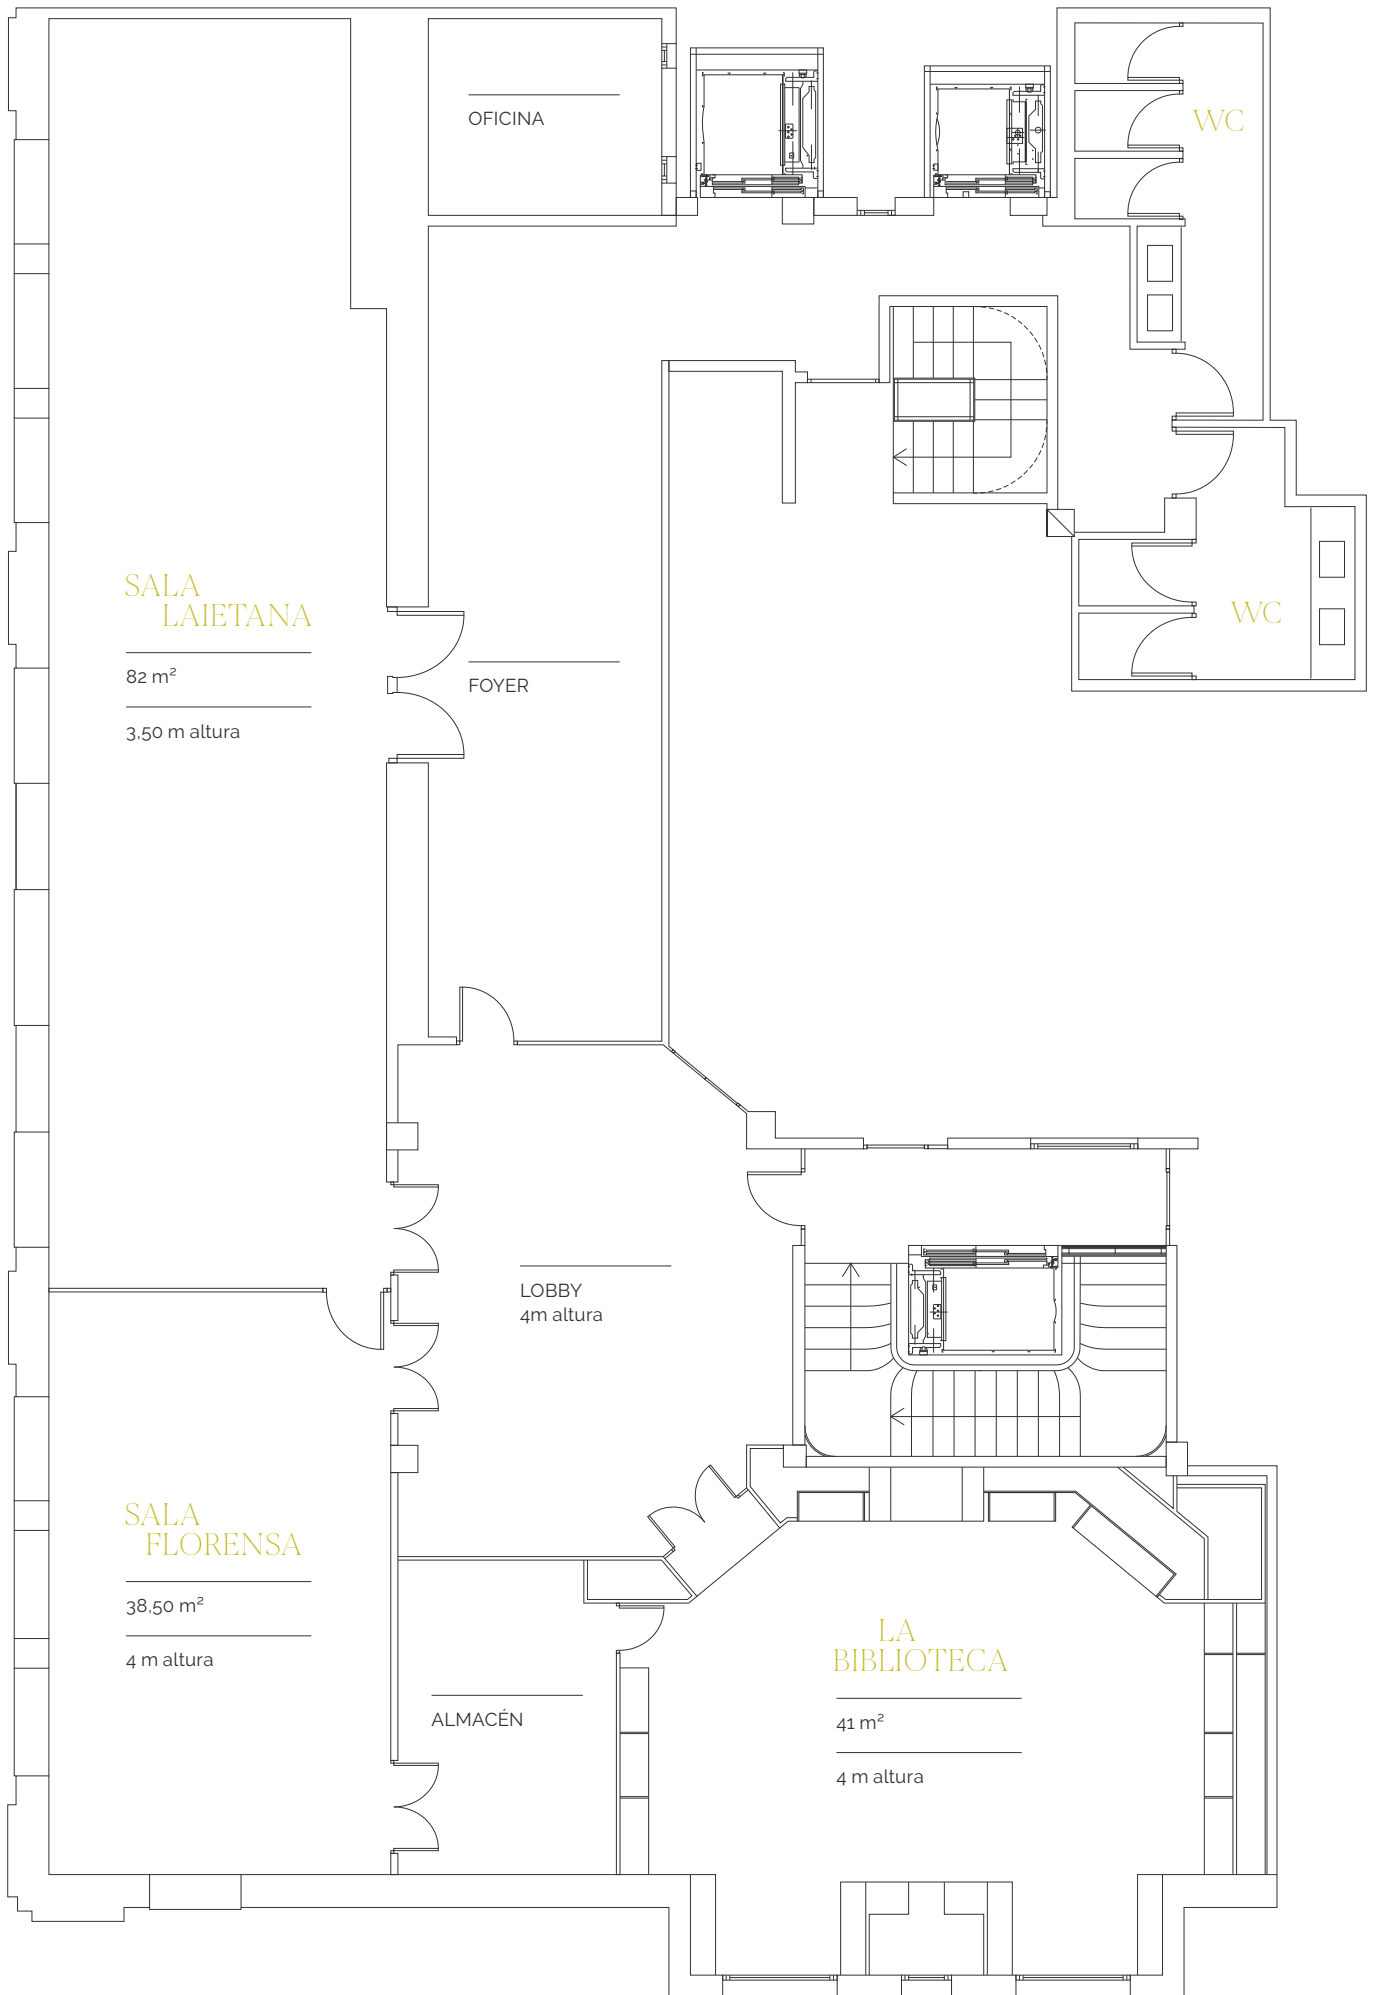 OFICINA
WC
SALA
LAIETANA
82 m²
3,50 m altura
FOYER
WC
LOBBY
4m altura
SALA
FLORENSA
38,50 m²
4 m altura
ALMACÉN
LA
BIBLIOTECA
41 m²
4 m altura